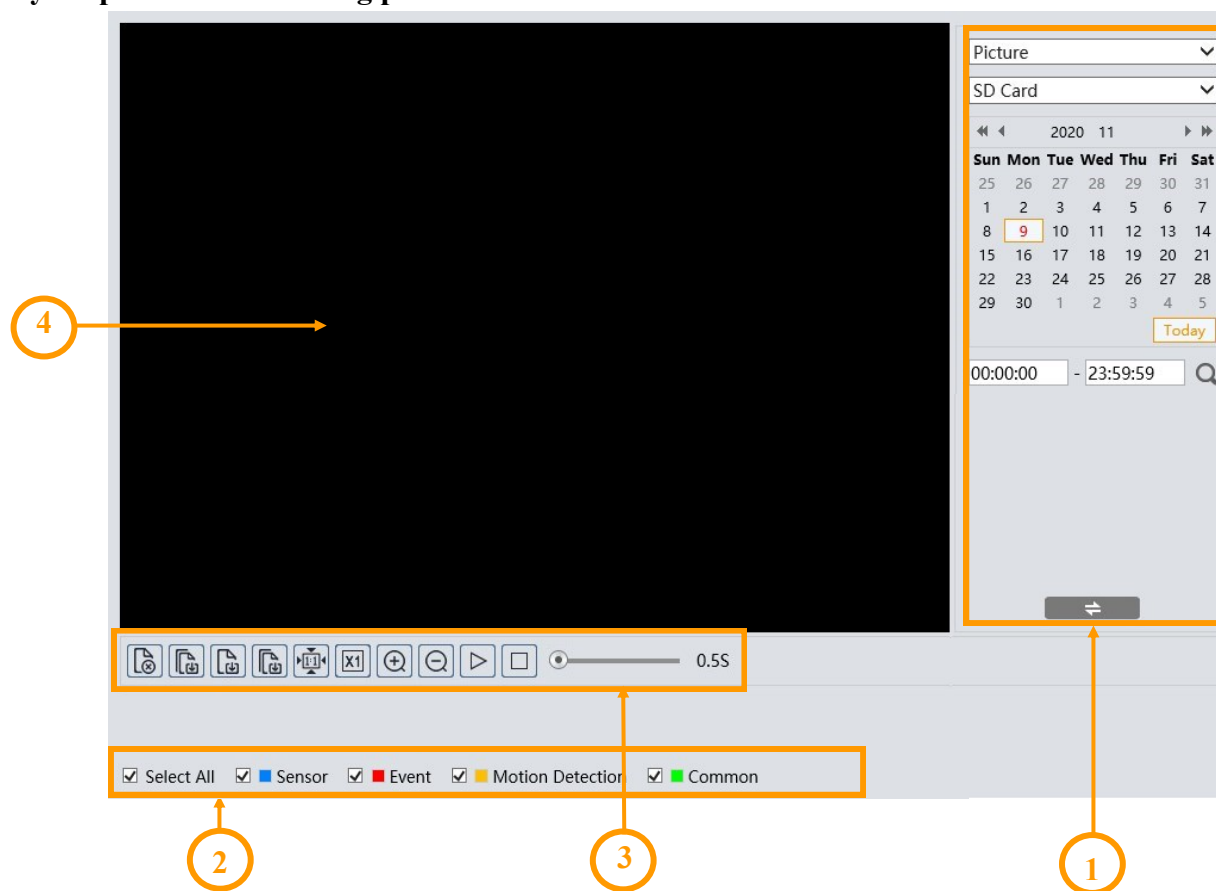 Picture
SD Card
2020 11
Sun Mon Tue Wed Thu Fri Sat
25 26 27 28 29 30 31
1 2 3 4 5 6 7
8 9 10 11 12 13 14
15 16 17 18 19 20 21
22 23 24 25 26 27 28
29 30 1 2 3 4 5
Today
00:00:00 - 23:59:59
4
1:1 X1 0.5S
Select All Sensor Event Motion Detection Common
2 3 1